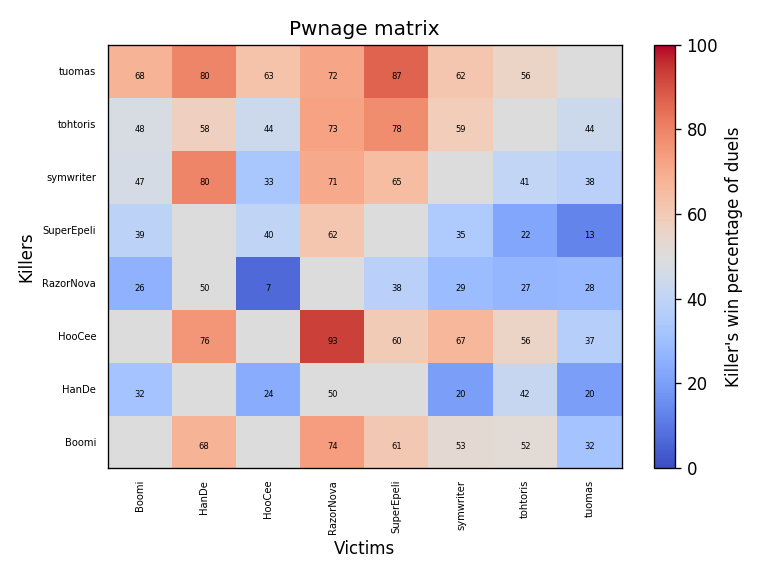 Pwnage matrix
tuomas 68 80 63 72 87 62 56
tohtoris 48 58 44 73 78 59 44
symwriter 47 80 33 71 65 41 38
SuperEpeli 39 40 62 35 22 13
RazorNova 26 50 7 38 29 27 28
HooCee 76 93 60 67 56 37
HanDe 32 24 50 20 42 20
Boomi 68 74 61 53 52 32
Boomi HanDe HooCee RazorNova SuperEpeli symwriter tohtoris tuomas
Victims
Killers
100
80
60
40
20
0
Killer's win percentage of duels